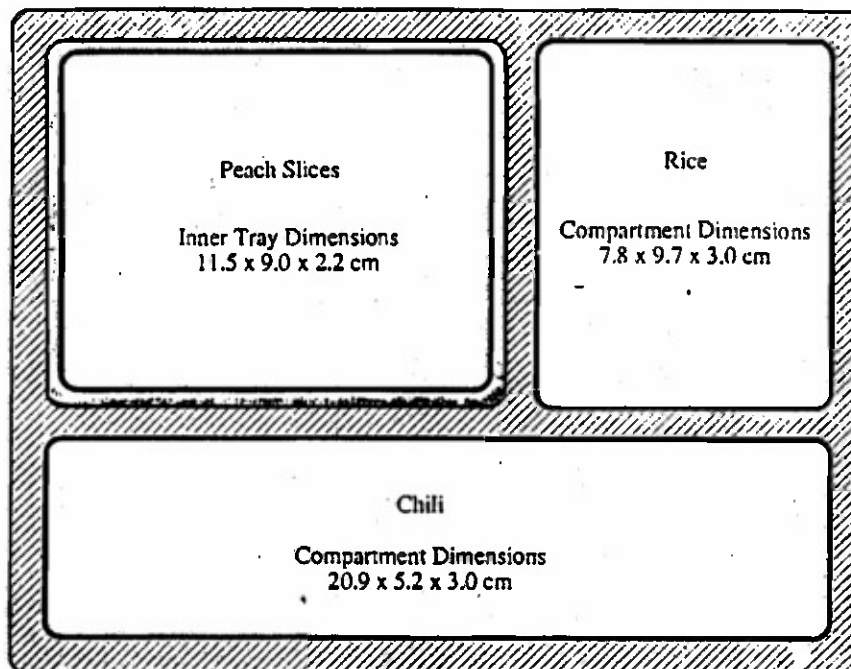 Peach Slices
Inner Tray Dimensions
11.5 x 9.0 x 2.2 cm
Rice
Compartment Dimensions
7.8 x 9.7 x 3.0 cm
Chili
Compartment Dimensions
20.9 x 5.2 x 3.0 cm